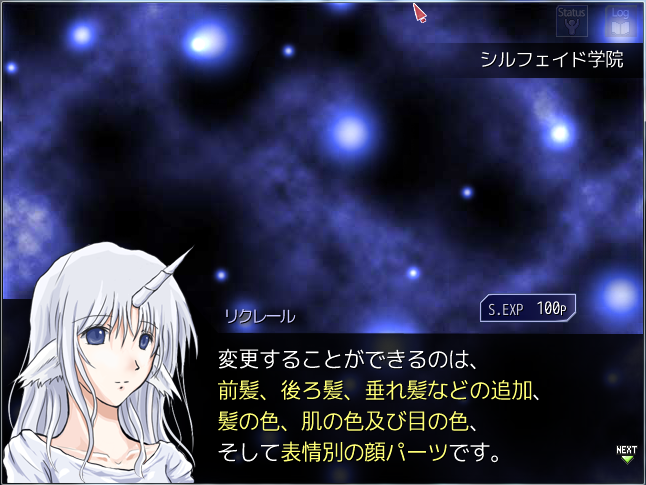 Status
Log
シルフェイド学院
S.EXP 100P
リクレール
変更することができるのは、
前髪、後ろ髪、垂れ髪などの追加、
髪の色、肌の色及び目の色、
そして表情別の顔パーツです。
NEXT